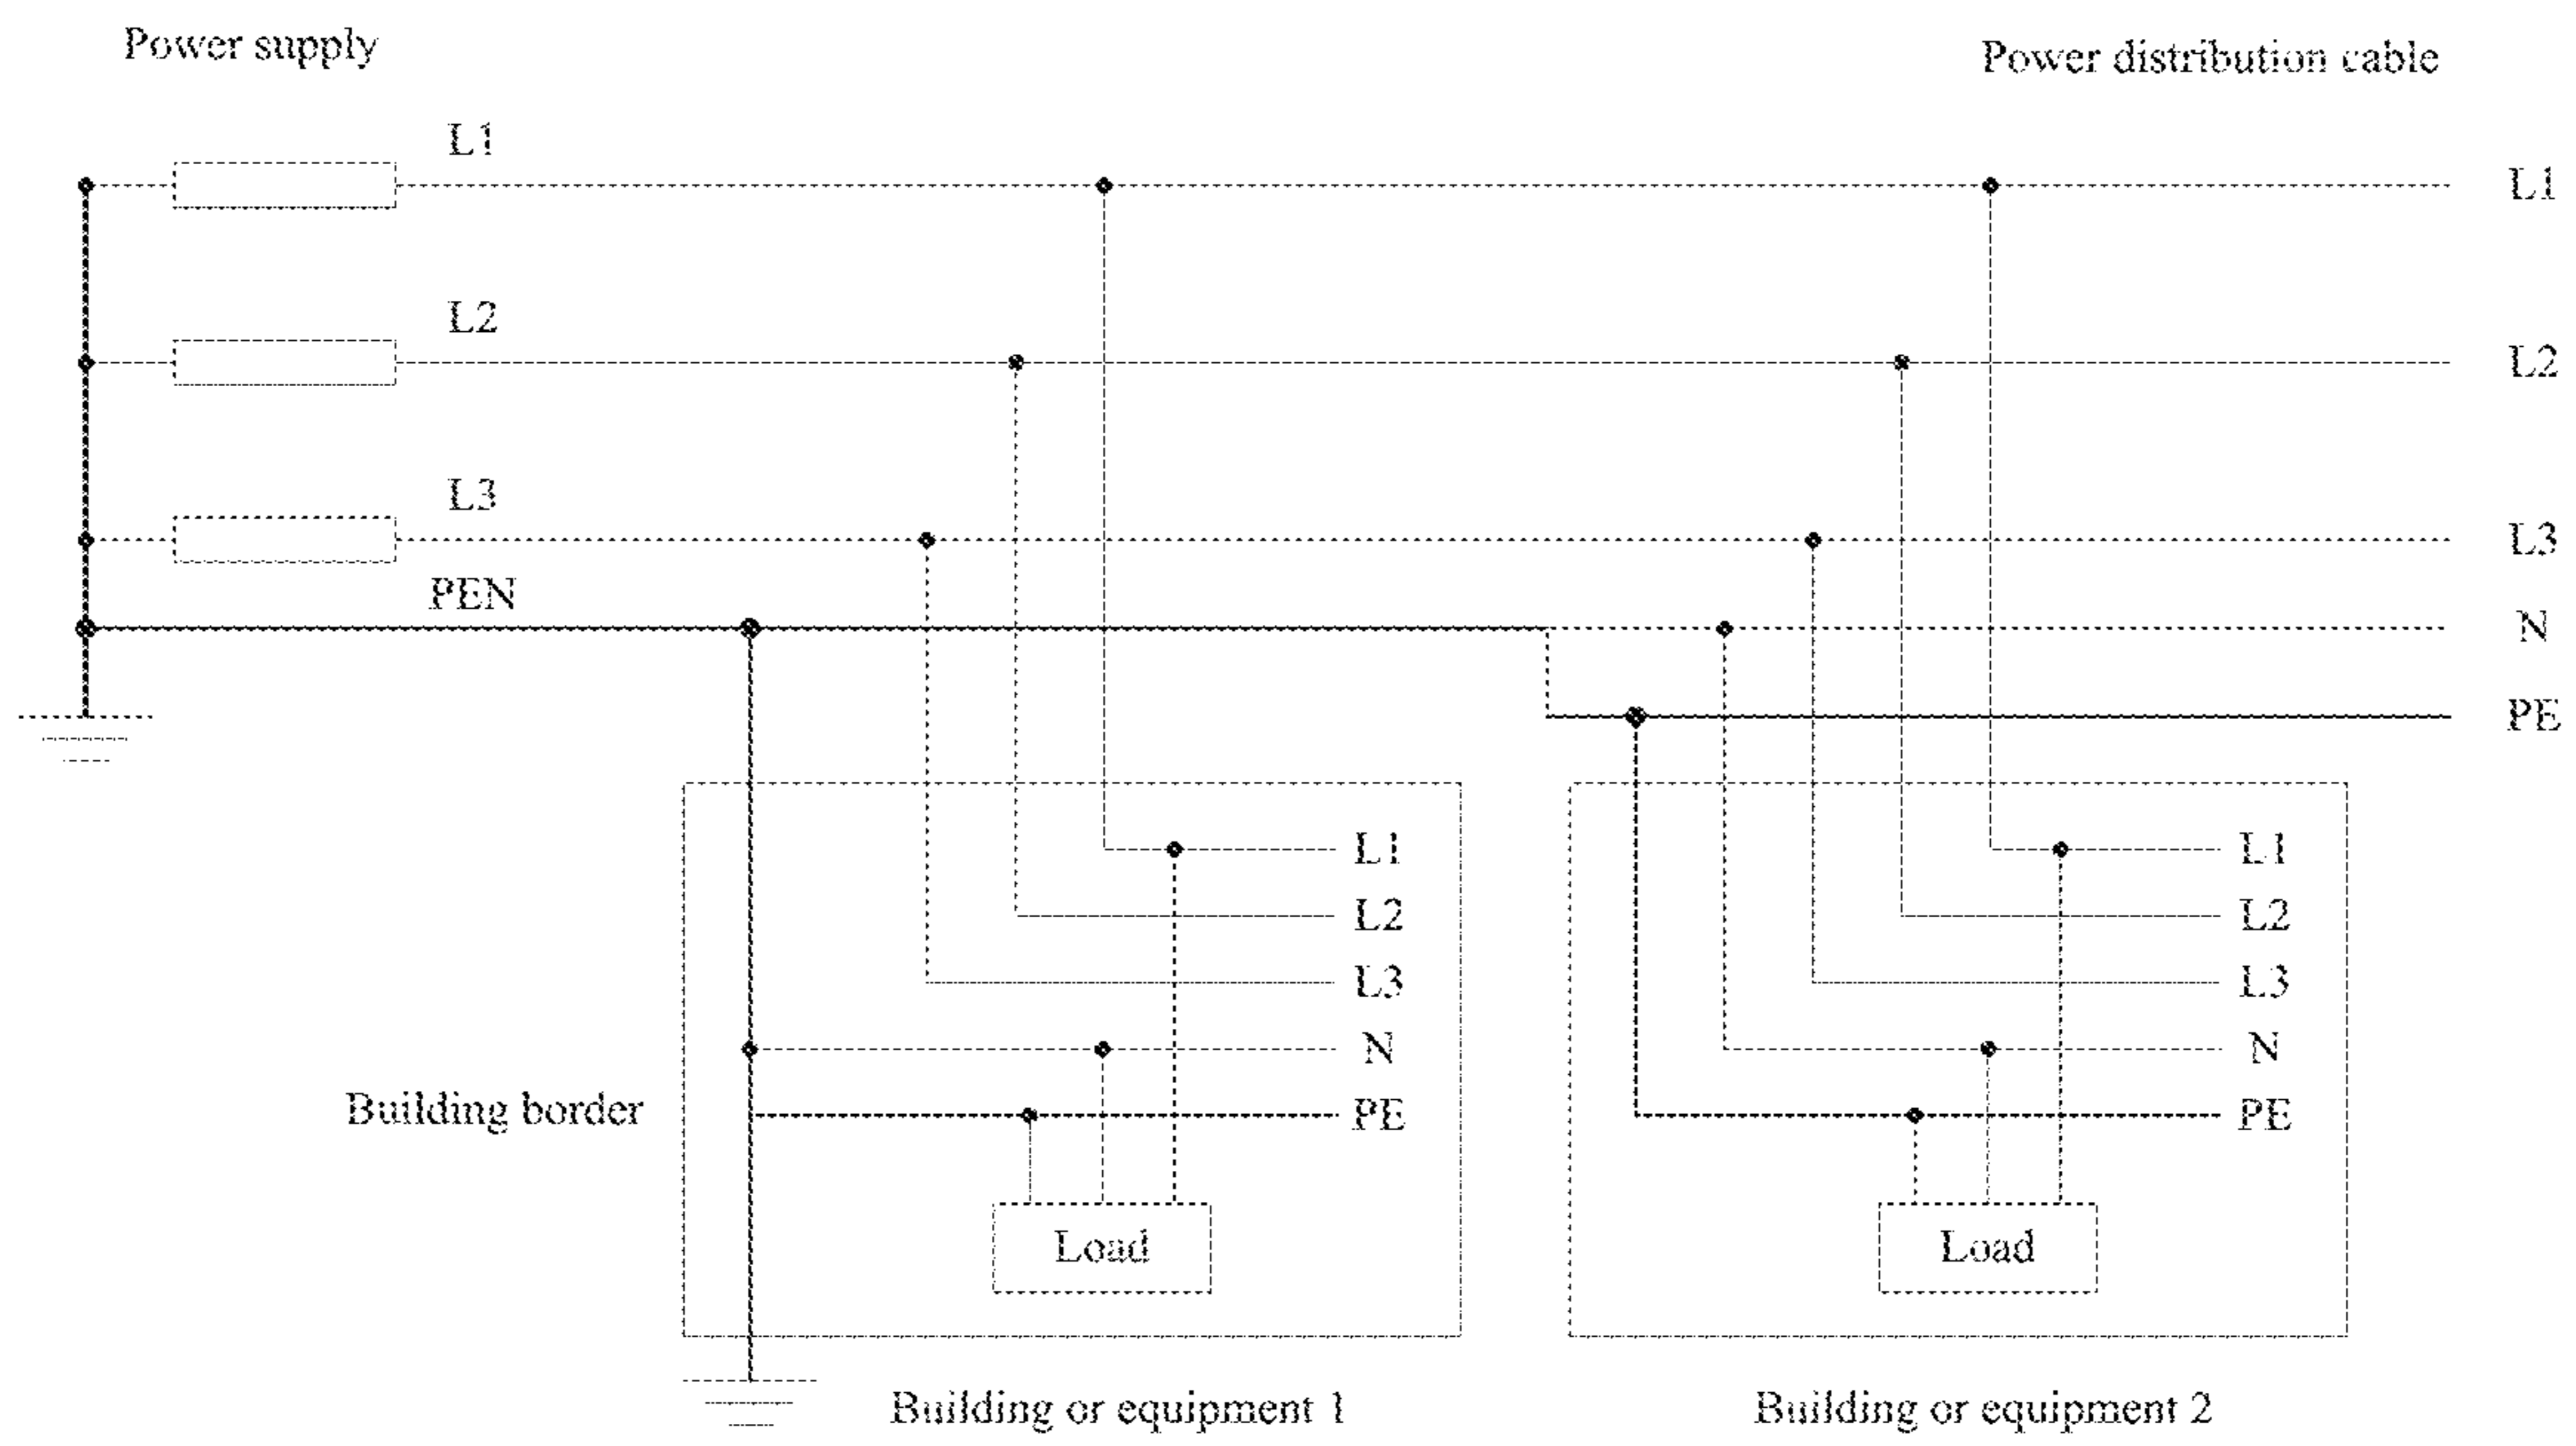 Power supply
Power distribution cable
L1
L1
L2
L2
L3
L3
PEN
N
PE
L1
L2
L3
N
PE
Load
L1
L2
L3
N
PE
Load
Building border
Building or equipment 1
Building or equipment 2